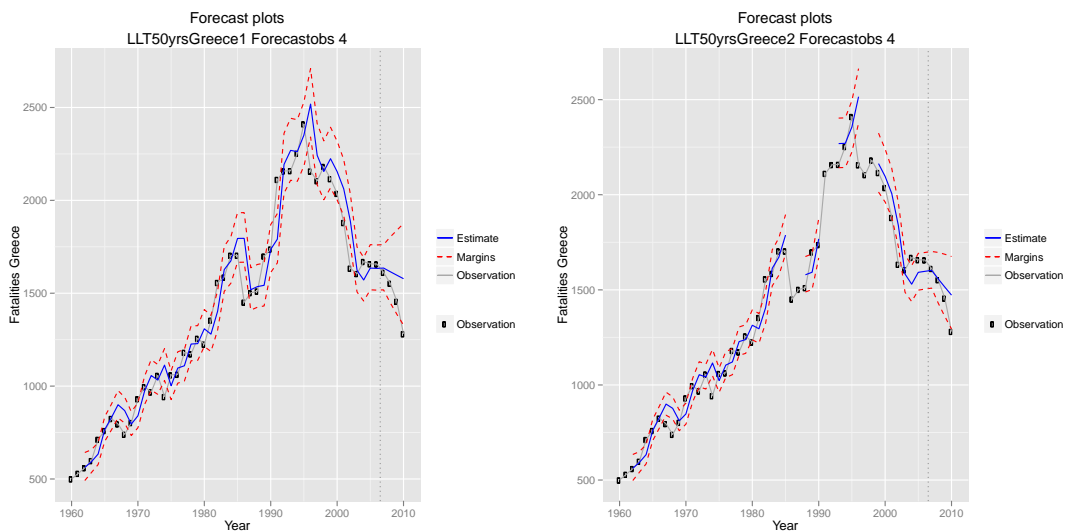 Forecast plots
LLT50yrsGreece1 Forecastobs 4
Fatalities Greece
2500
2000
1500
1000
500
1960 1970 1980 1990 2000 2010
Year
Estimate
Margins
Observation
Observation
Forecast plots
LLT50yrsGreece2 Forecastobs 4
Fatalities Greece
2500
2000
1500
1000
500
1960 1970 1980 1990 2000 2010
Year
Estimate
Margins
Observation
Observation